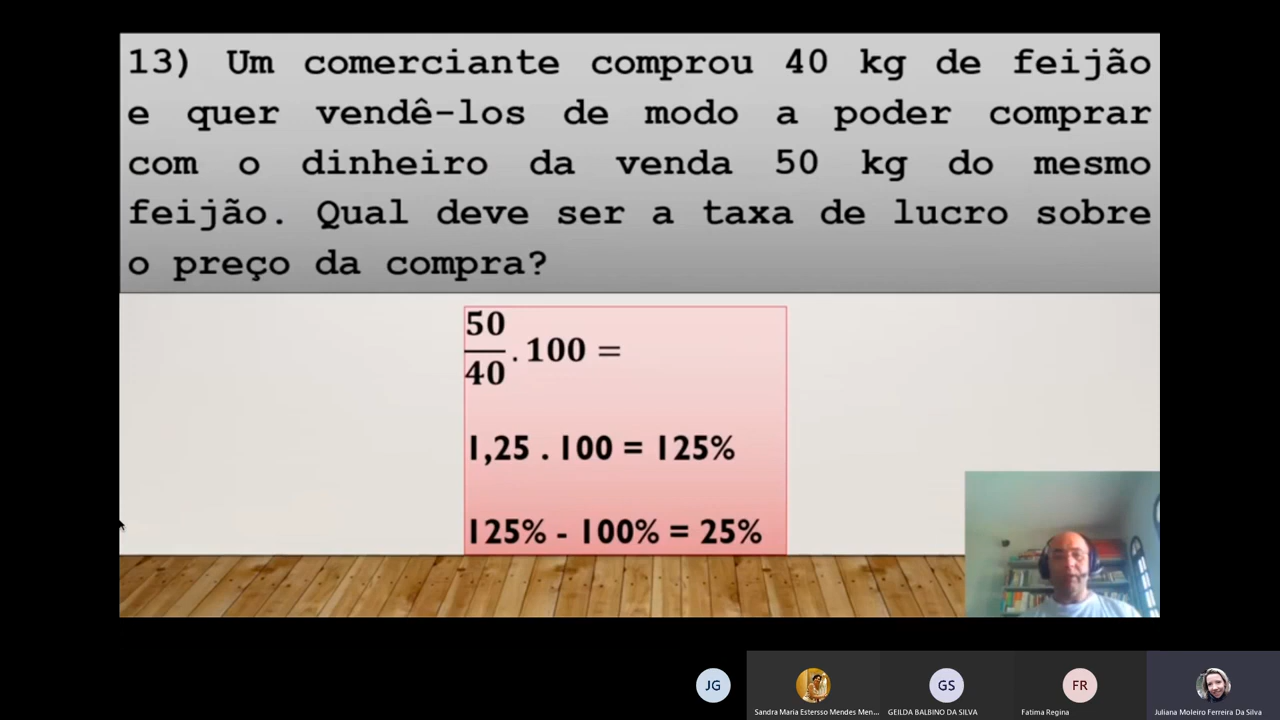 13) Um comerciante comprou 40 kg de feijão
e quer vendê-los de modo a poder comprar
com o dinheiro da venda 50 kg do mesmo
feijão. Qual deve ser a taxa de lucro sobre
o preço da compra?
50
40
. 100 =
1,25 . 100 = 125%
125% - 100% = 25%
JG
GS
FR
Sandra Maria Estersso Mendes Men...
GEILDA BALBINO DA SILVA
Fatima Regina
Juliana Moleiro Ferreira Da Silva